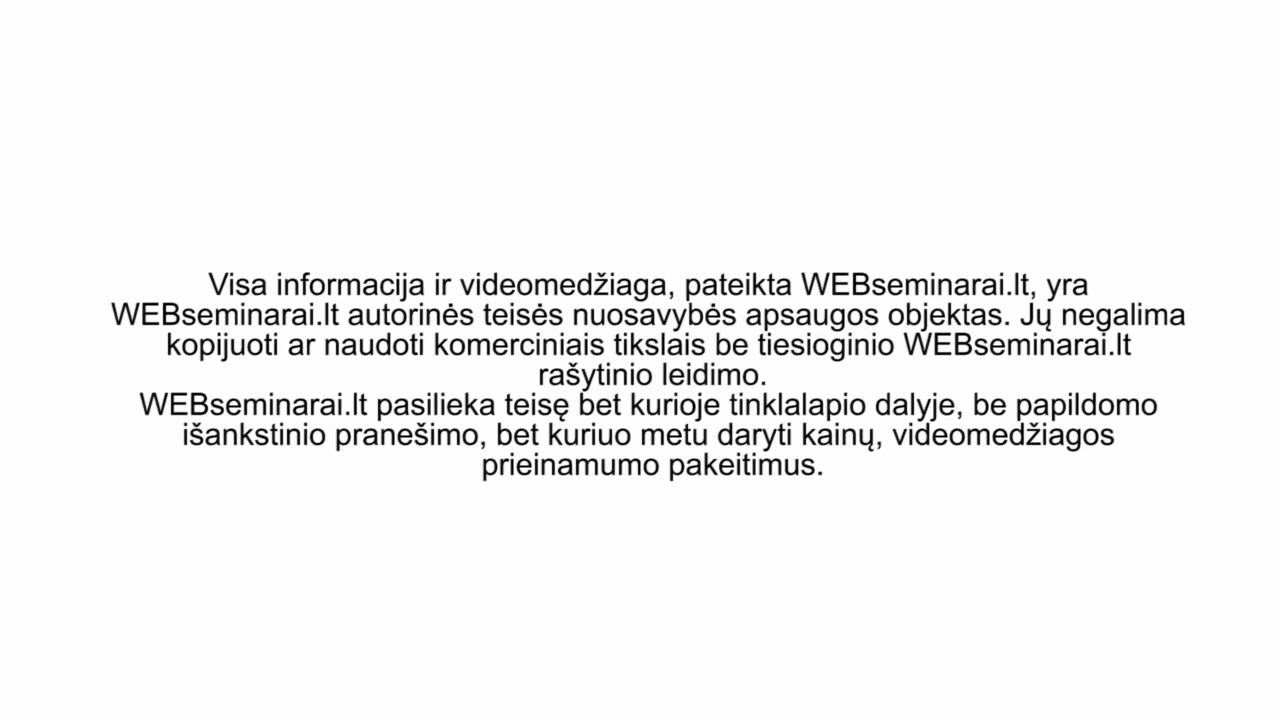 Visa informacija ir videomedžiaga, pateikta WEBseminarai.lt, yra
WEBseminarai.lt autorinės teisės nuosavybės apsaugos objektas. Jų negalima
kopijuoti ar naudoti komerciniais tikslais be tiesioginio WEBseminarai.lt
rašytinio leidimo.
WEBseminarai.lt pasilieka teisę bet kurioje tinklalapio dalyje, be papildomo
išankstinio pranešimo, bet kuriuo metu daryti kainų, videomedžiagos
prieinamumo pakeitimus.